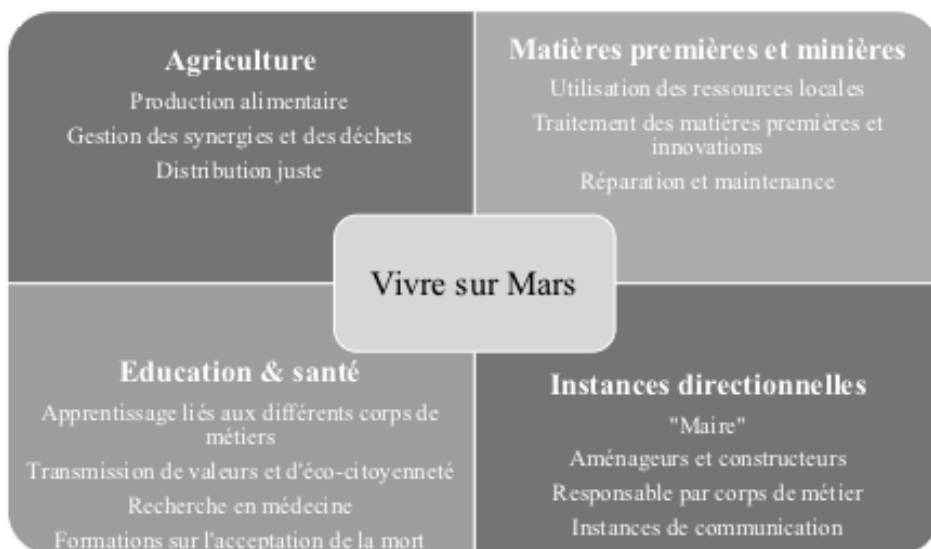 Agriculture
Production alimentaire
Gestion des synergies et des déchets
Distribution juste
Matières premières et minières
Utilisation des ressources locales
Traitement des matières premières et
innovations
Réparation et maintenance
Vivre sur Mars
Education & santé
Apprentissage liés aux différents corps de
métiers
Transmission de valeurs et d'éco-citoyenneté
Recherche en médecine
Formations sur l'acceptation de la mort
Instances directionnelles
"Maire"
Aménageurs et constructeurs
Responsable par corps de métier
Instances de communication